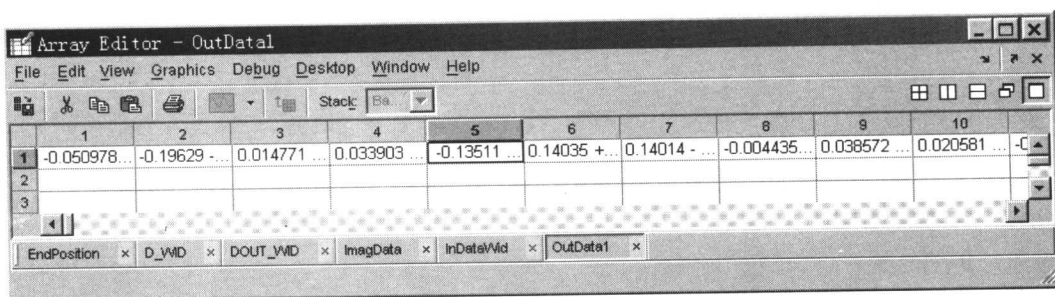 Array Editor - OutData1
File Edit View Graphics Debug Desktop Window Help
Stack: Ba...
1 2 3 4 5 6 7 8 9 10
1 -0.050978... -0.19629 -... 0.014771 ... 0.033903 ... -0.13511 ... 0.14035 +... 0.14014 - ... -0.004435... 0.038572 ... 0.020581 ...
2
3
EndPosition × D_WID × DOUT_WID × ImagData × InDataWid × OutData1 ×